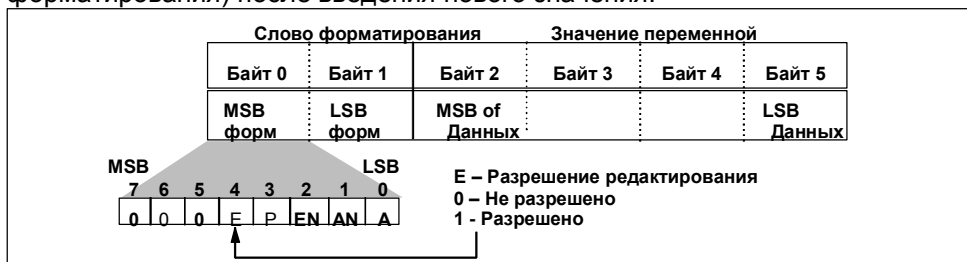 форматирования) после введения нового значения.
Слово форматирования Значение переменной
Байт 0 Байт 1 Байт 2 Байт 3 Байт 4 Байт 5
MSB форм LSB форм MSB of Данных LSB Данных
MSB LSB
7 6 5 4 3 2 1 0
0 0 0 E P EN AN A
E – Разрешение редактирования
0 – Не разрешено
1 - Разрешено